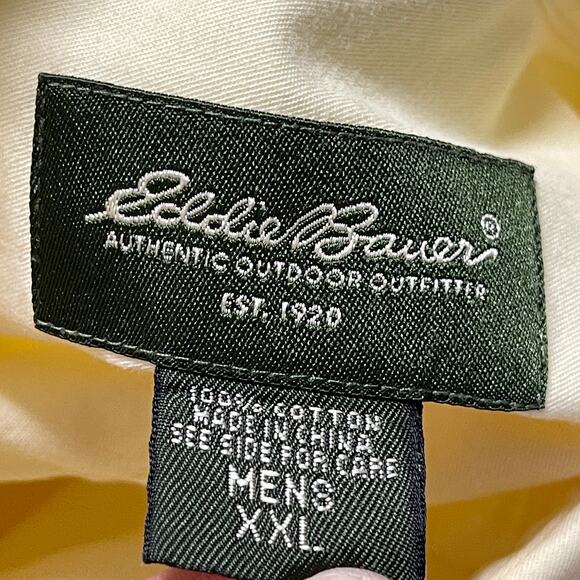 Eddie Bauer®
AUTHENTIC OUTDOOR OUTFITTER
EST. 1920
100% COTTON
MADE IN CHINA
SEE SIDE FOR CARE
MENS
XXL